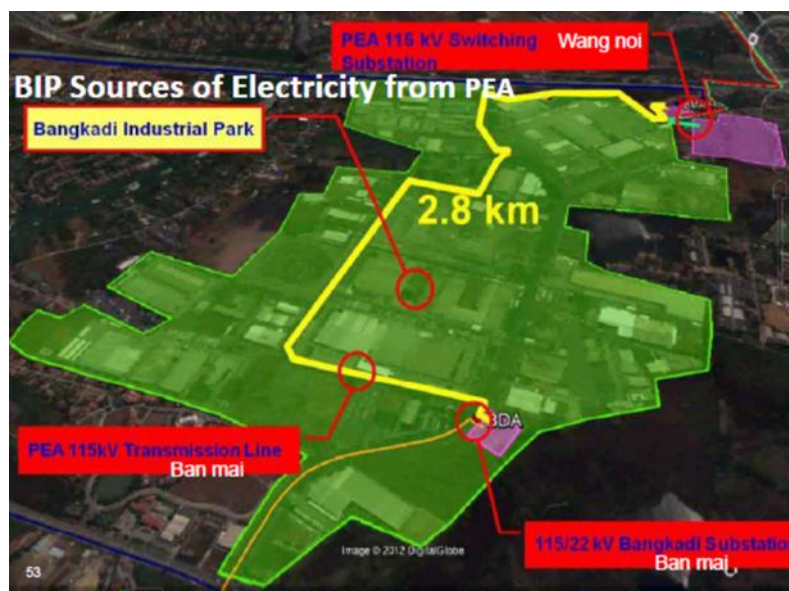 PEA 115 kV Switching Wang noi
Substation
BIP Sources of Electricity from PEA
Bangkadi Industrial Park
2.8 km
BDA
PEA 115kV Transmission Line
Ban mai
115/22 kV Bangkadi Substatio
Ban mai
Image © 2012 DigitalGlobe
53